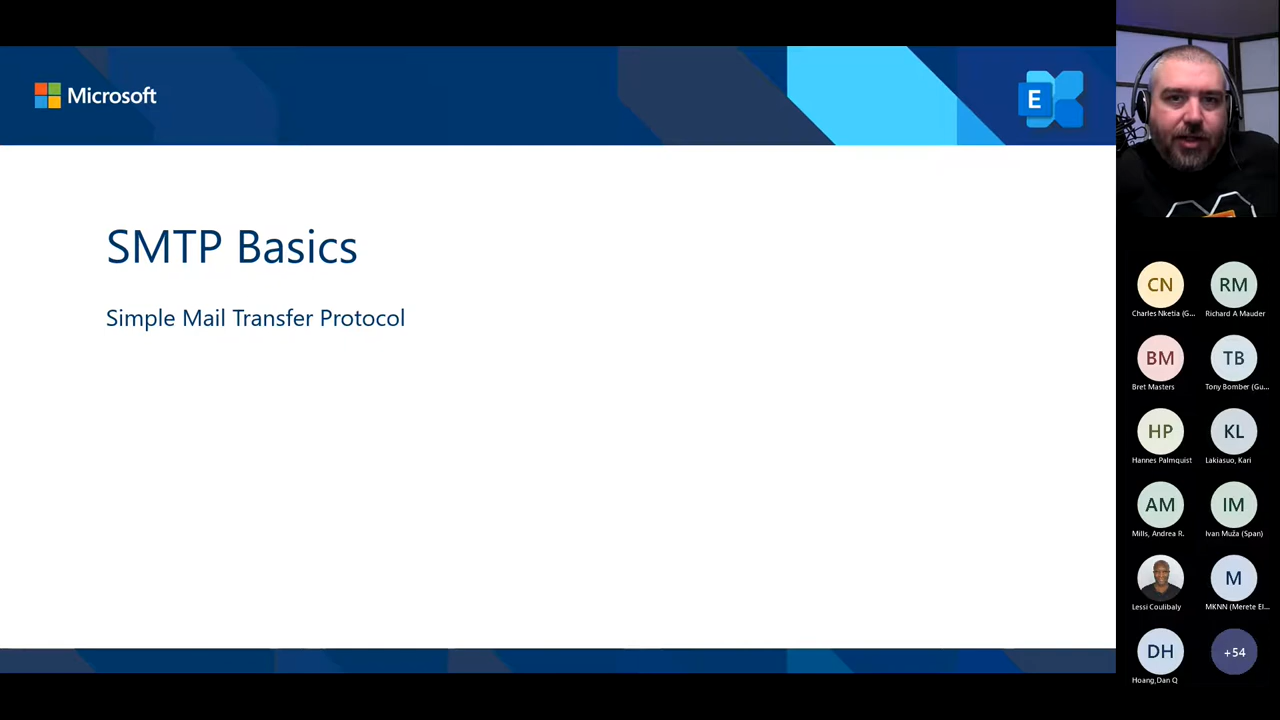 Microsoft
E
SMTP Basics
Simple Mail Transfer Protocol
CN
RM
Charles Nketia (G...
Richard A Mauder
BM
TB
Bret Masters
Tony Bomber (Gu...
HP
KL
Hannes Palmquist
Lakiasuo, Kari
AM
IM
Mills, Andrea R.
Ivan Muža (Span)
M
Lessi Coulibaly
MKNN (Merete El...
DH
+54
Hoang,Dan Q